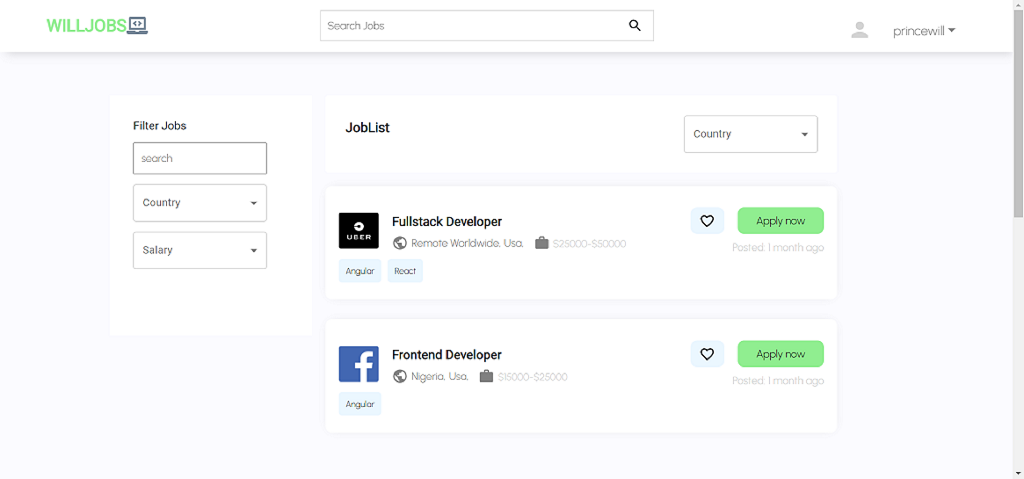 WILLJOBS
Search Jobs
princewill
Filter Jobs
search
Country
Salary
JobList
Country
UBER
Fullstack Developer
Remote Worldwide, Usa,
$25000-$50000
Angular
React
Apply now
Posted: 1 month ago
Frontend Developer
Nigeria, Usa,
$15000-$25000
Angular
Apply now
Posted: 1 month ago